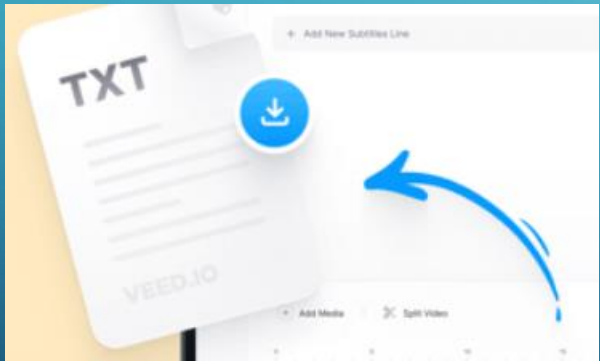 + Add New Subtitles Line
TXT
VEED.IO
+ Add Media
Split Video